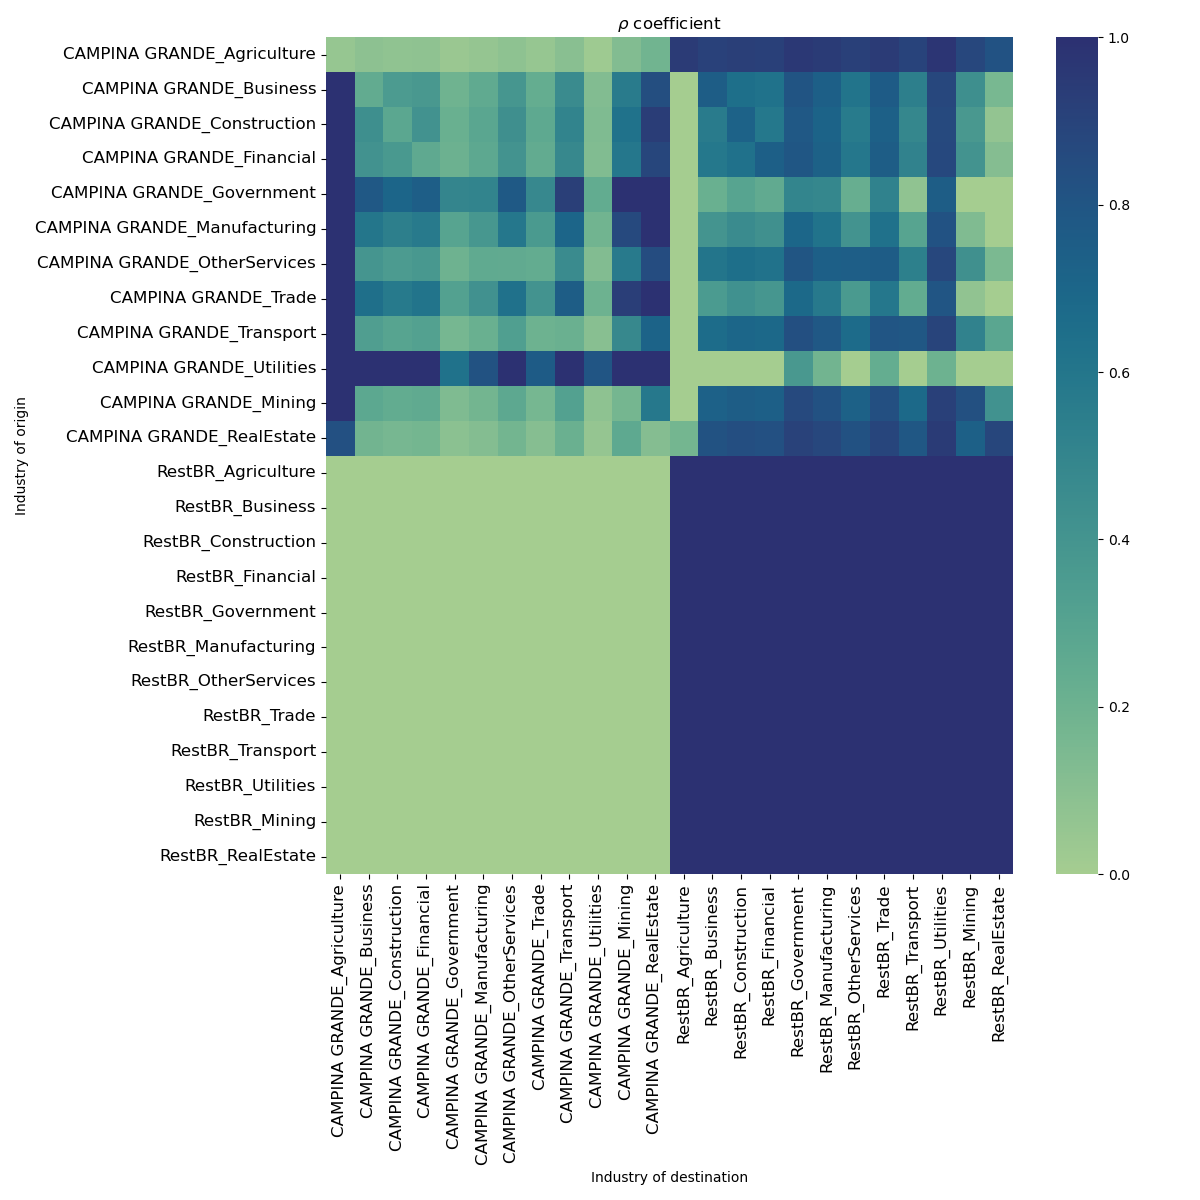 ρ coefficient
CAMPINA GRANDE_Agriculture
CAMPINA GRANDE_Business
CAMPINA GRANDE_Construction
CAMPINA GRANDE_Financial
CAMPINA GRANDE_Government
CAMPINA GRANDE_Manufacturing
CAMPINA GRANDE_OtherServices
CAMPINA GRANDE_Trade
CAMPINA GRANDE_Transport
CAMPINA GRANDE_Utilities
CAMPINA GRANDE_Mining
CAMPINA GRANDE_RealEstate
RestBR_Agriculture
RestBR_Business
RestBR_Construction
RestBR_Financial
RestBR_Government
RestBR_Manufacturing
RestBR_OtherServices
RestBR_Trade
RestBR_Transport
RestBR_Utilities
RestBR_Mining
RestBR_RealEstate
Industry of origin
CAMPINA GRANDE_Agriculture
CAMPINA GRANDE_Business
CAMPINA GRANDE_Construction
CAMPINA GRANDE_Financial
CAMPINA GRANDE_Government
CAMPINA GRANDE_Manufacturing
CAMPINA GRANDE_OtherServices
CAMPINA GRANDE_Trade
CAMPINA GRANDE_Transport
CAMPINA GRANDE_Utilities
CAMPINA GRANDE_Mining
CAMPINA GRANDE_RealEstate
RestBR_Agriculture
RestBR_Business
RestBR_Construction
RestBR_Financial
RestBR_Government
RestBR_Manufacturing
RestBR_OtherServices
RestBR_Trade
RestBR_Transport
RestBR_Utilities
RestBR_Mining
RestBR_RealEstate
Industry of destination
1.0
0.8
0.6
0.4
0.2
0.0